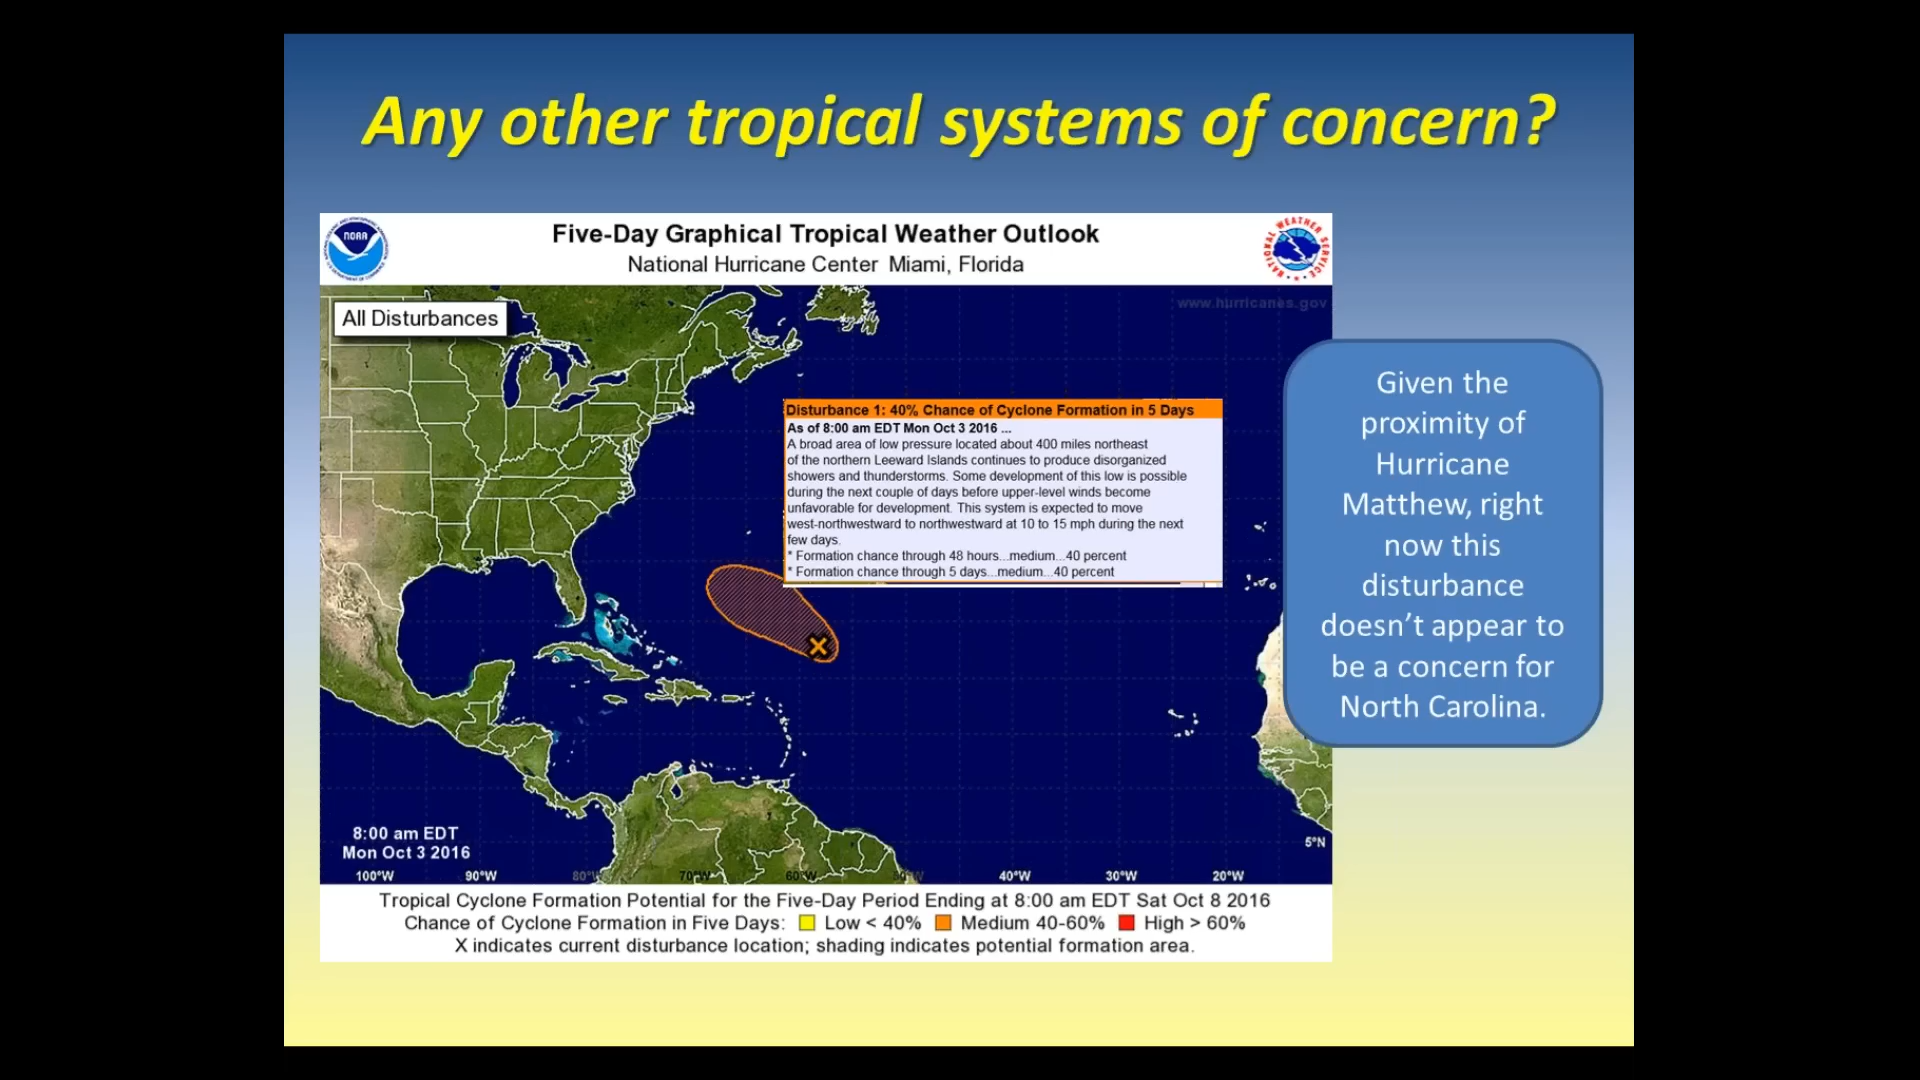 Any other tropical systems of concern?
Five-Day Graphical Tropical Weather Outlook
National Hurricane Center Miami, Florida
NOAA
NATIONAL WEATHER SERVICE
All Disturbances
www.hurricanes.gov
Disturbance 1: 40% Chance of Cyclone Formation in 5 Days
As of 8:00 am EDT Mon Oct 3 2016 ...
A broad area of low pressure located about 400 miles northeast
of the northern Leeward Islands continues to produce disorganized
showers and thunderstorms. Some development of this low is possible
during the next couple of days before upper-level winds become
unfavorable for development. This system is expected to move
west-northwestward to northwestward at 10 to 15 mph during the next
few days.
* Formation chance through 48 hours...medium...40 percent
* Formation chance through 5 days...medium...40 percent
Given the
proximity of
Hurricane
Matthew, right
now this
disturbance
doesn't appear to
be a concern for
North Carolina.
8:00 am EDT
Mon Oct 3 2016
5°N
100°W 90°W 80°W 70°W 60°W 50°W 40°W 30°W 20°W
Tropical Cyclone Formation Potential for the Five-Day Period Ending at 8:00 am EDT Sat Oct 8 2016
Chance of Cyclone Formation in Five Days: Low < 40% Medium 40-60% High > 60%
X indicates current disturbance location; shading indicates potential formation area.